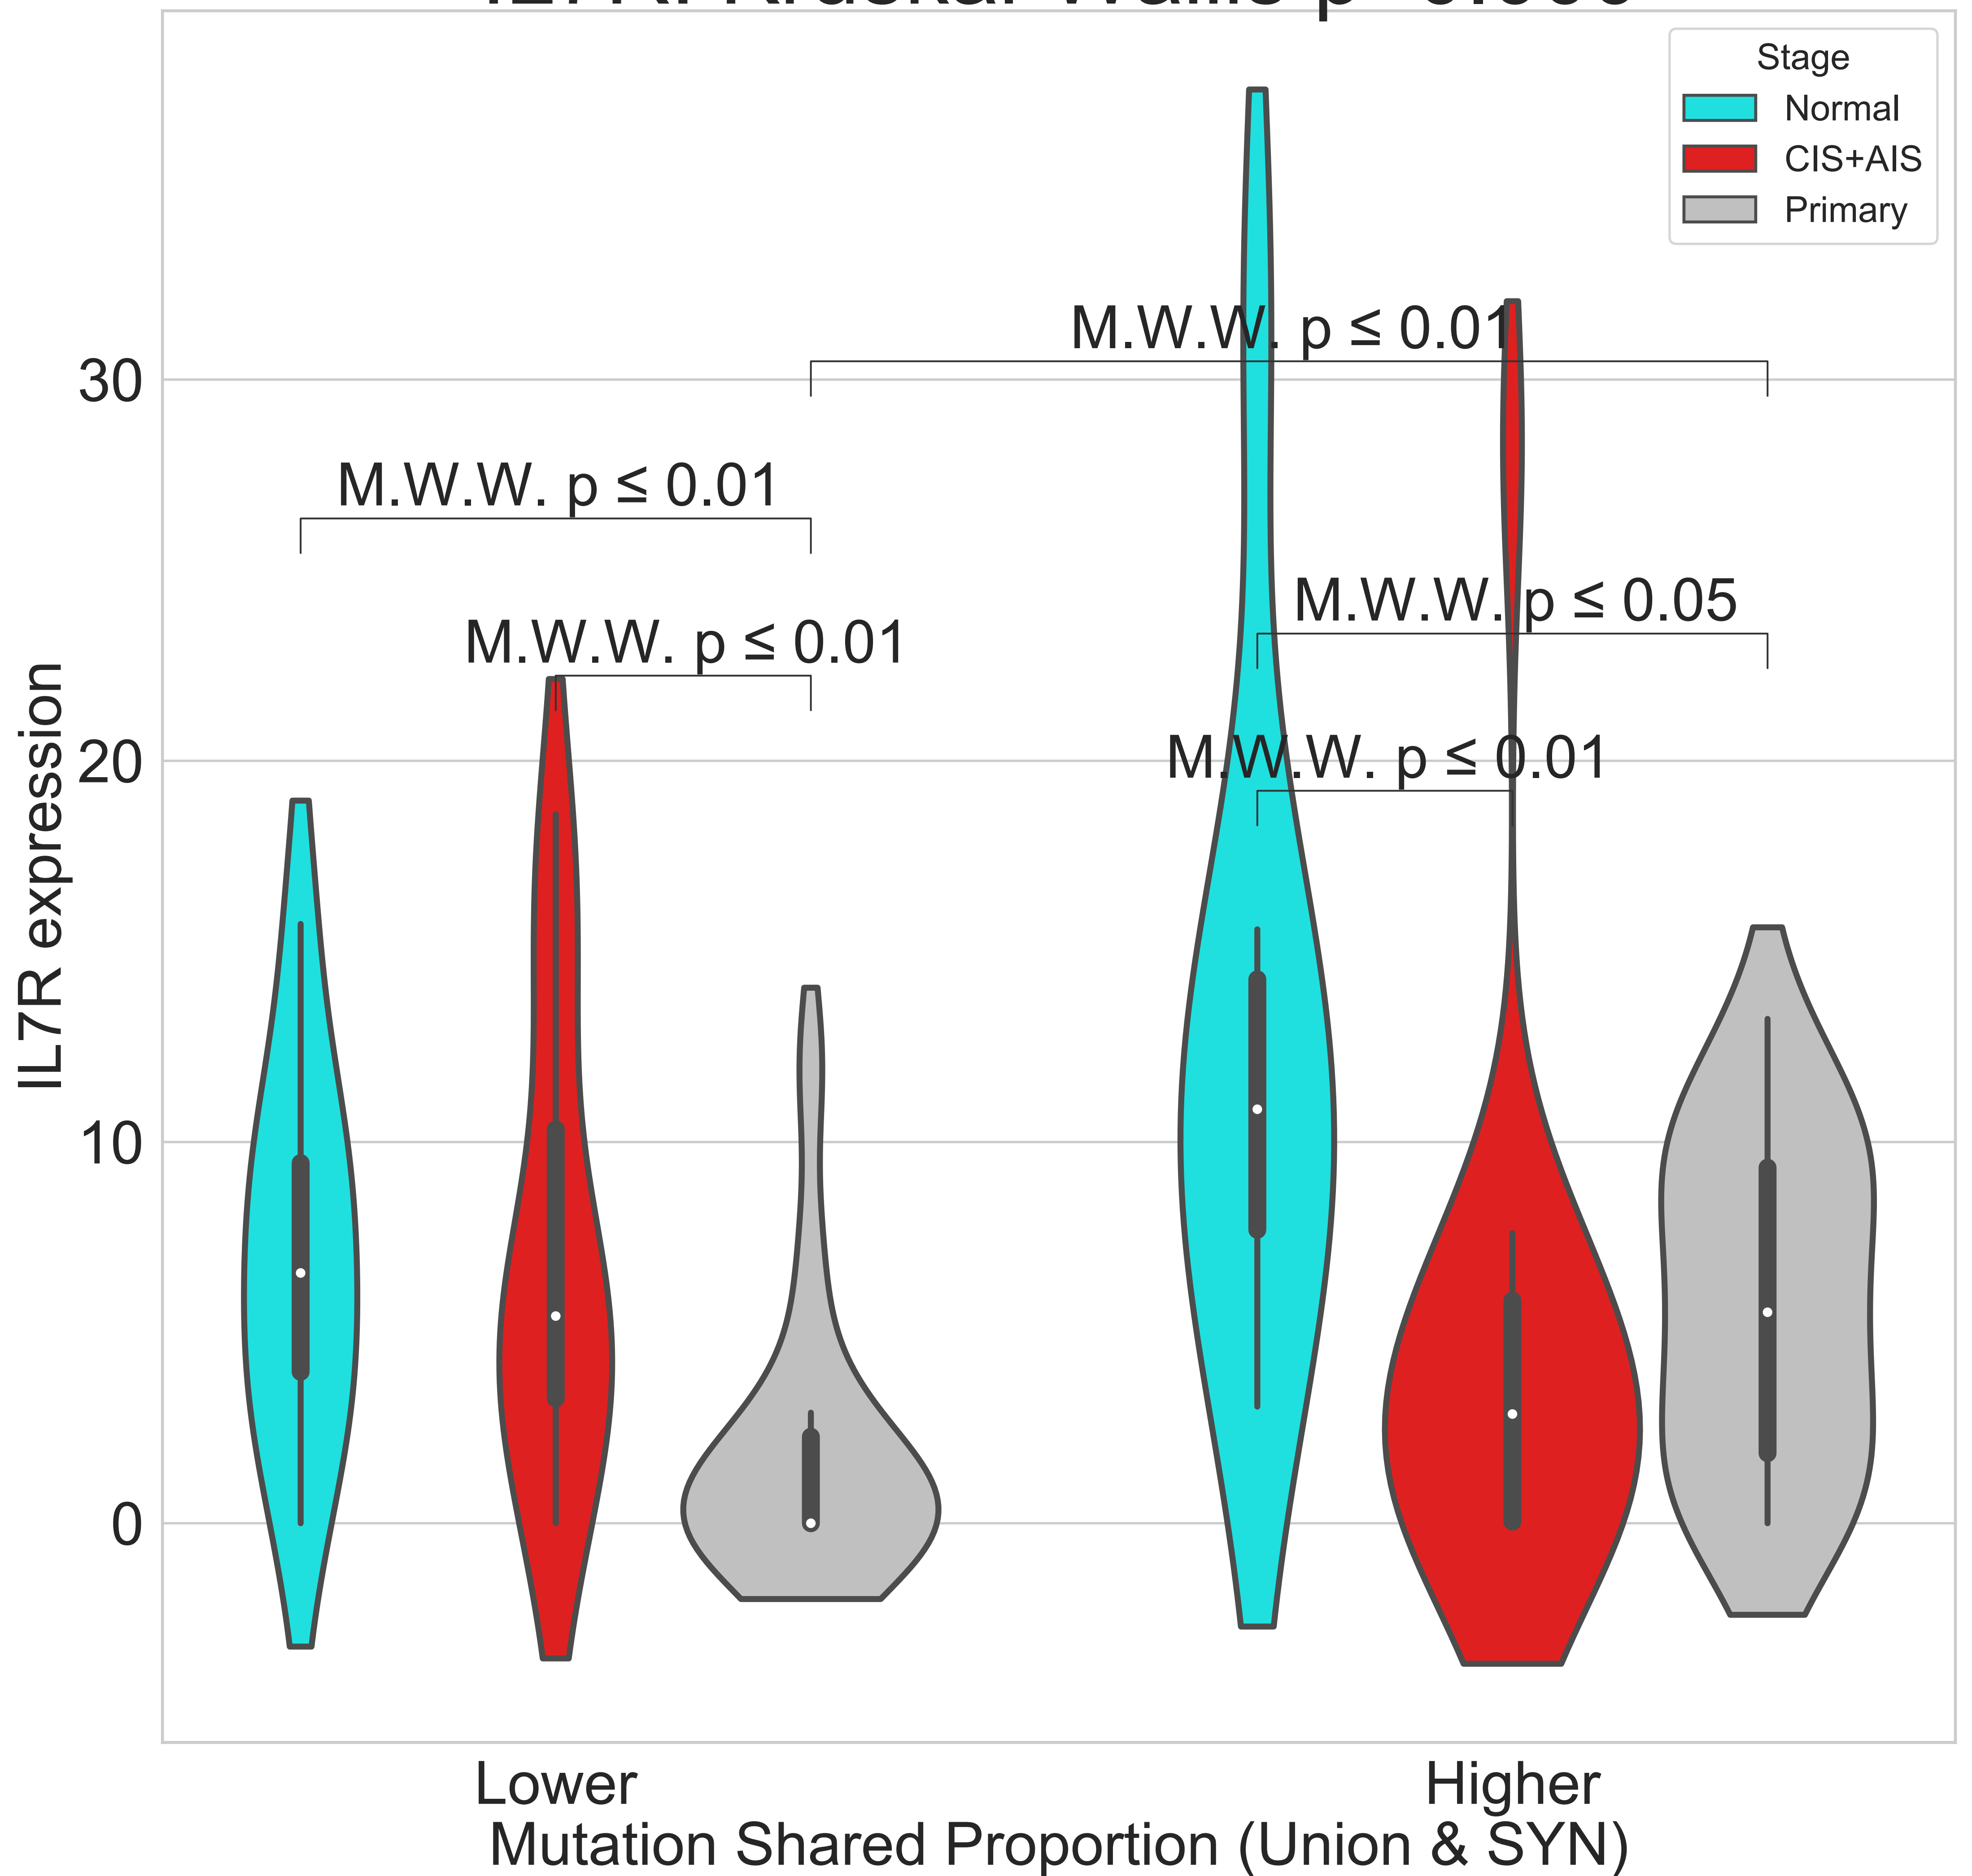 Stage
Normal
CIS+AIS
Primary
M.W.W. p ≤ 0.01
30
M.W.W. p ≤ 0.01
M.W.W. p ≤ 0.05
M.W.W. p ≤ 0.01
M.W.W. p ≤ 0.01
20
IL7R expression
10
0
Lower
Higher
Mutation Shared Proportion (Union & SYN)